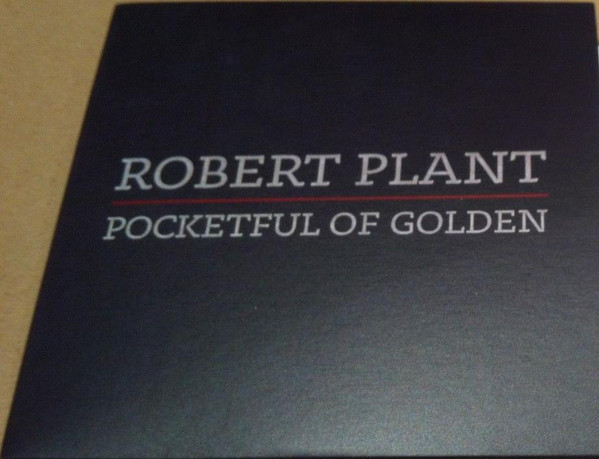 ROBERT PLANT
POCKETFUL OF GOLDEN